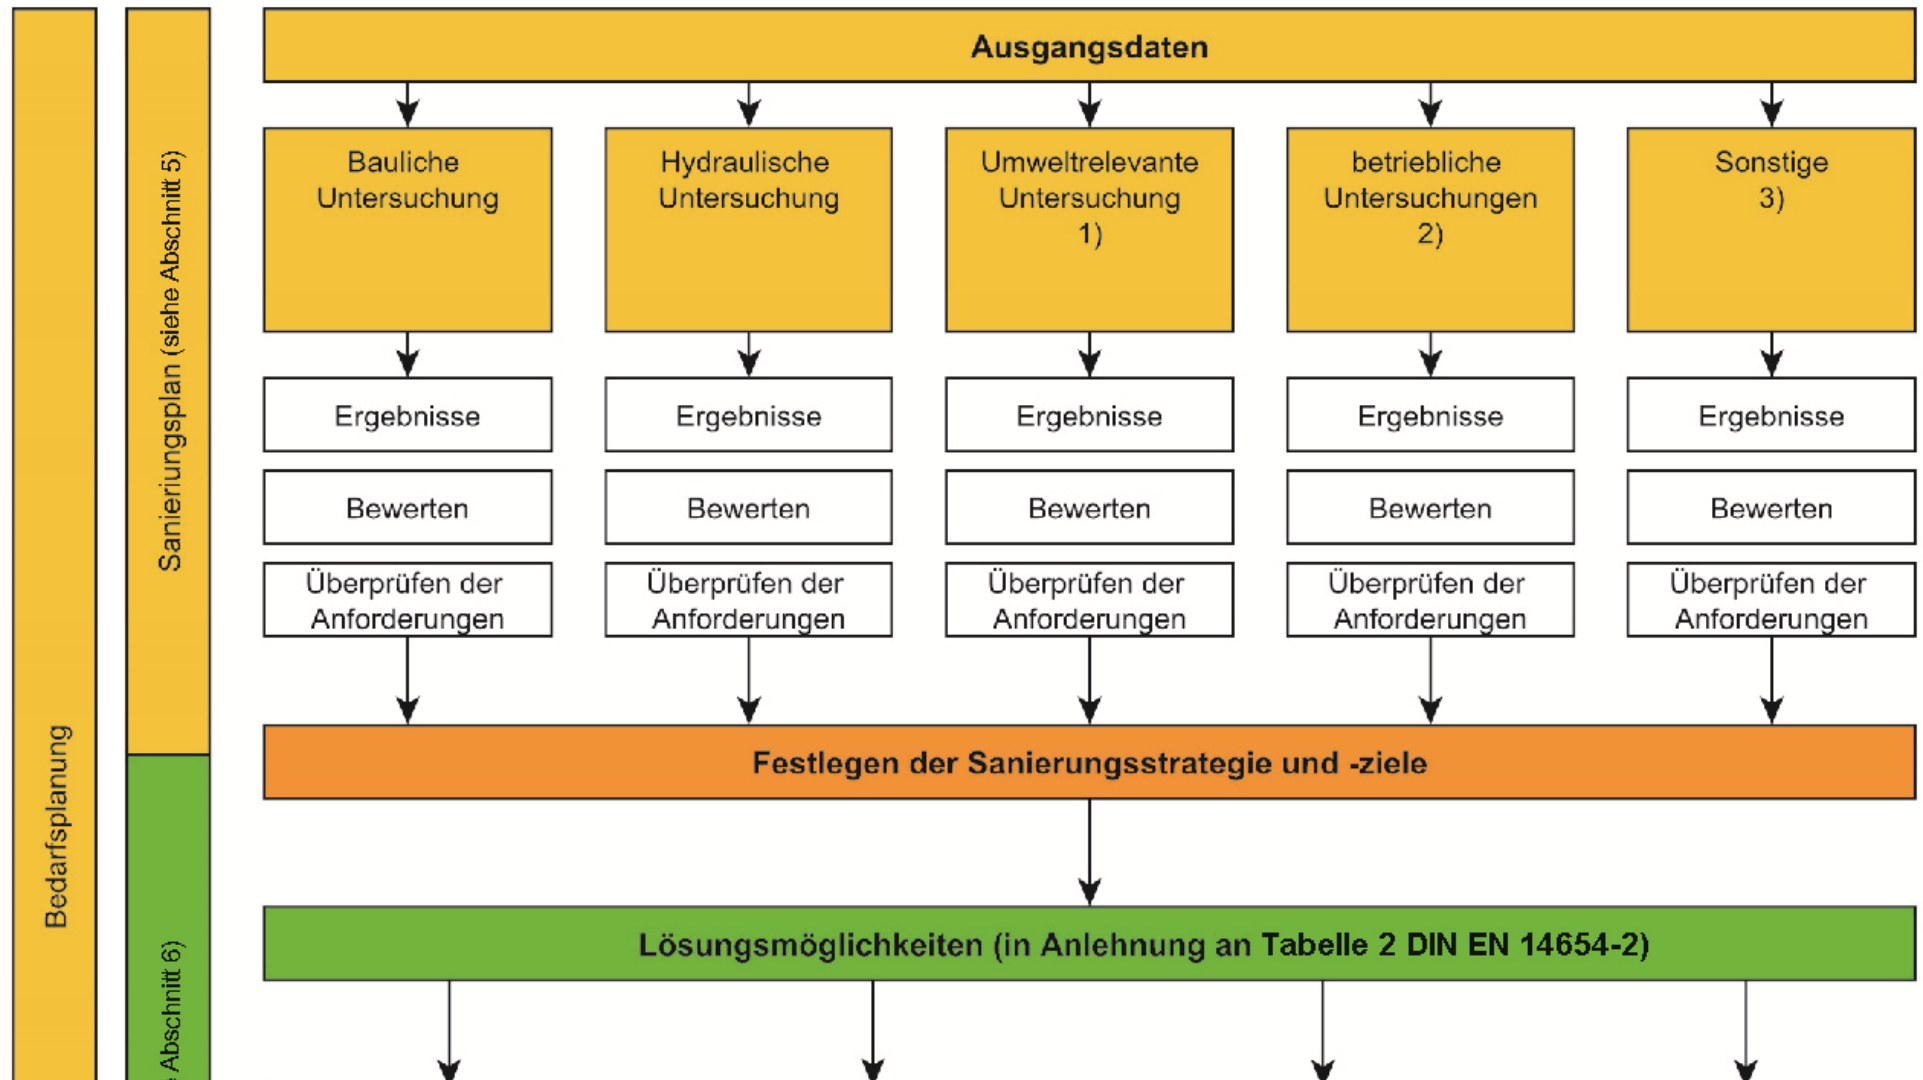 Ausgangsdaten
Bauliche
Untersuchung
Hydraulische
Untersuchung
Umweltrelevante
Untersuchung
1)
betriebliche
Untersuchungen
2)
Sonstige
3)
Ergebnisse
Ergebnisse
Ergebnisse
Ergebnisse
Ergebnisse
Bewerten
Bewerten
Bewerten
Bewerten
Bewerten
Überprüfen der
Anforderungen
Überprüfen der
Anforderungen
Überprüfen der
Anforderungen
Überprüfen der
Anforderungen
Überprüfen der
Anforderungen
Festlegen der Sanierungsstrategie und -ziele
Lösungsmöglichkeiten (in Anlehnung an Tabelle 2 DIN EN 14654-2)
Bedarfsplanung
Sanieriungsplan (siehe Abschnitt 5)
Abschnitt 6)